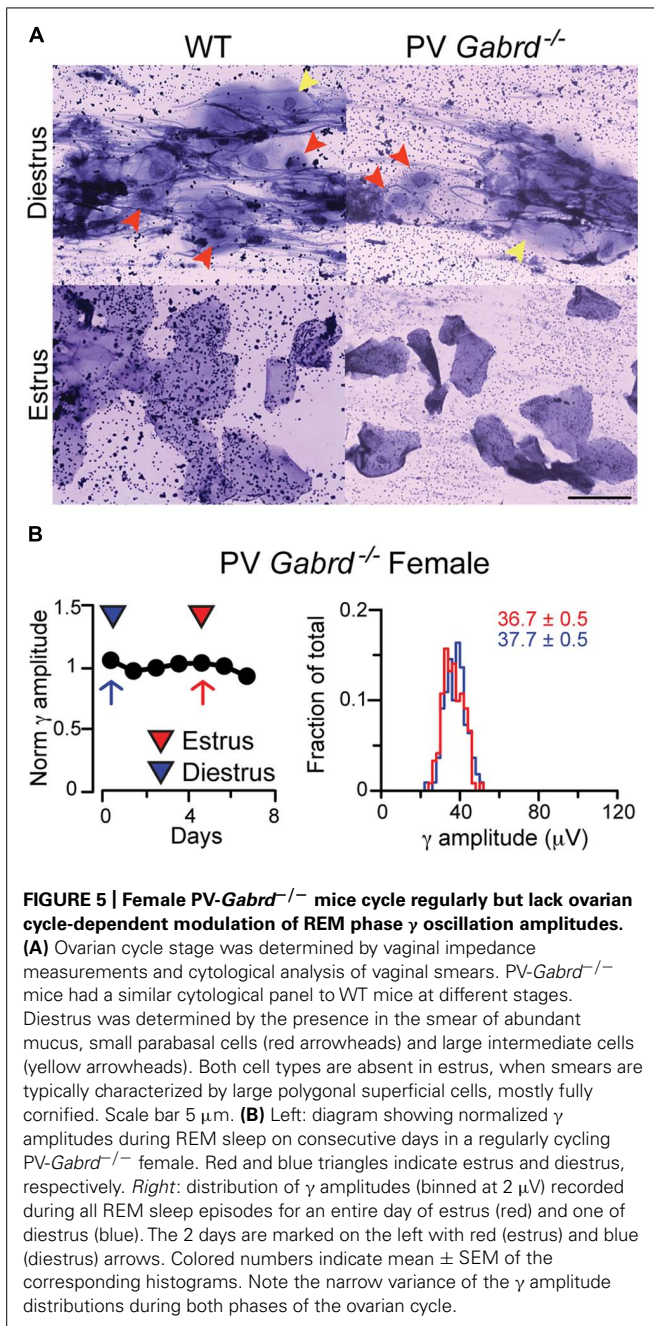 A
WT
PV Gabrd−/−
Diestrus
Estrus
B
PV Gabrd−/− Female
Norm γ amplitude
1.5
1
0.5
0
0
4
8
Days
Estrus
Diestrus
Fraction of total
0.2
0.1
0
0
40
80
120
γ amplitude (μV)
36.7 ± 0.5
37.7 ± 0.5
FIGURE 5 | Female PV-Gabrd−/− mice cycle regularly but lack ovarian
cycle-dependent modulation of REM phase γ oscillation amplitudes.
(A) Ovarian cycle stage was determined by vaginal impedance
measurements and cytological analysis of vaginal smears. PV-Gabrd−/−
mice had a similar cytological panel to WT mice at different stages.
Diestrus was determined by the presence in the smear of abundant
mucus, small parabasal cells (red arrowheads) and large intermediate cells
(yellow arrowheads). Both cell types are absent in estrus, when smears are
typically characterized by large polygonal superficial cells, mostly fully
cornified. Scale bar 5 μm. (B) Left: diagram showing normalized γ
amplitudes during REM sleep on consecutive days in a regularly cycling
PV-Gabrd−/− female. Red and blue triangles indicate estrus and diestrus,
respectively. Right: distribution of γ amplitudes (binned at 2 μV) recorded
during all REM sleep episodes for an entire day of estrus (red) and one of
diestrus (blue). The 2 days are marked on the left with red (estrus) and blue
(diestrus) arrows. Colored numbers indicate mean ± SEM of the
corresponding histograms. Note the narrow variance of the γ amplitude
distributions during both phases of the ovarian cycle.